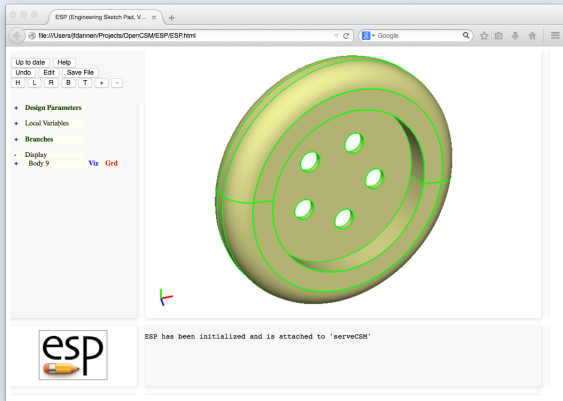 ESP (Engineering Sketch Pad, V...
file:///Users/jfdannen/Projects/OpenCSM/ESP/ESP.html
Google
Up to date Help
Undo Edit Save File
H L R B T + -
+ Design Parameters
+ Local Variables
+ Branches
- Display
+ Body 9 Viz Grd
esp
ESP has been initialized and is attached to 'serveCSM'